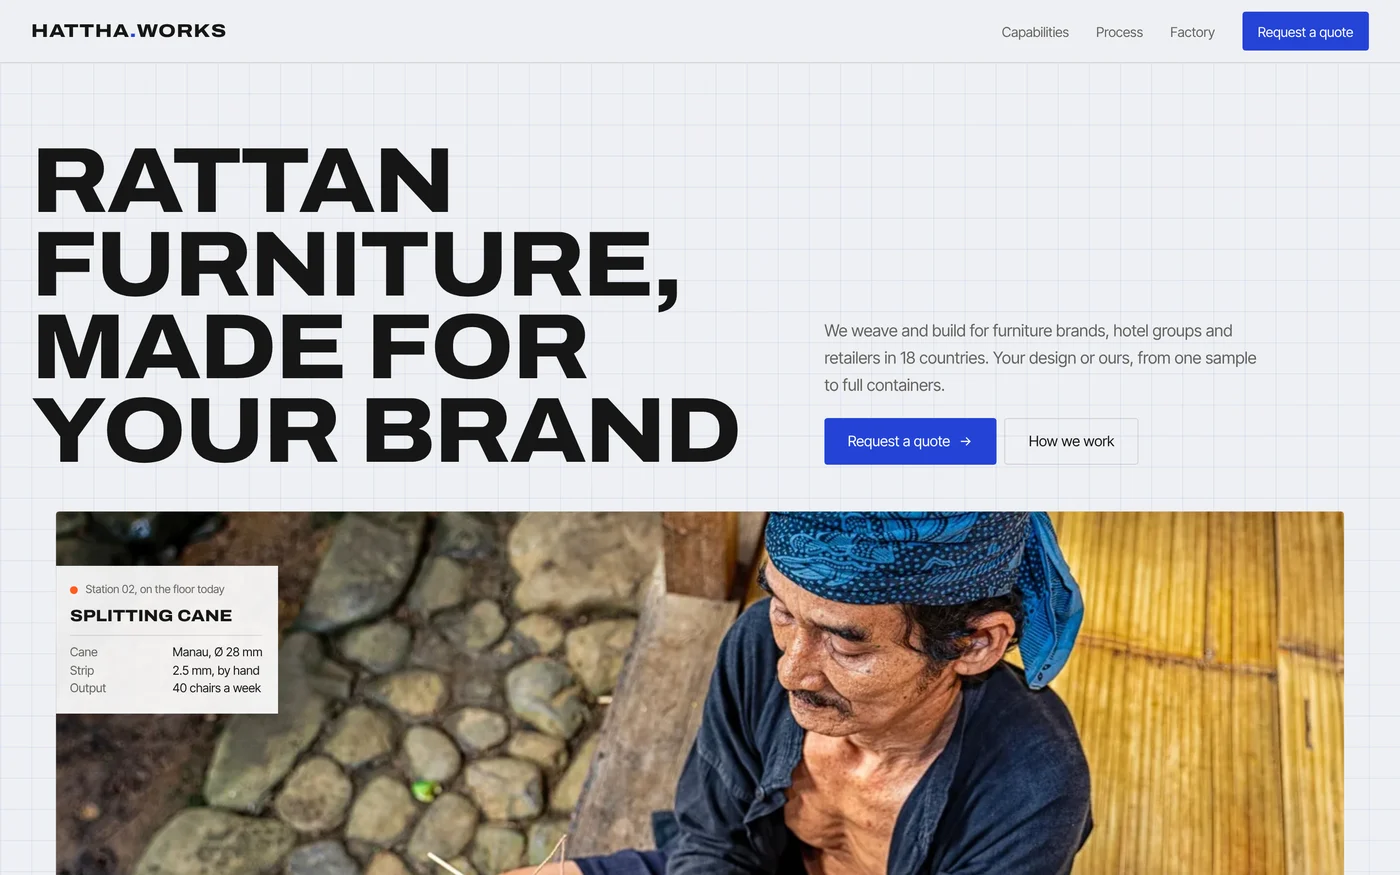 HATTHA.WORKS
Capabilities
Process
Factory
Request a quote
RATTAN
FURNITURE,
MADE FOR
YOUR BRAND
We weave and build for furniture brands, hotel groups and
retailers in 18 countries. Your design or ours, from one sample
to full containers.
Request a quote →
How we work
Station 02, on the floor today
SPLITTING CANE
Cane Manau, Ø 28 mm
Strip 2.5 mm, by hand
Output 40 chairs a week